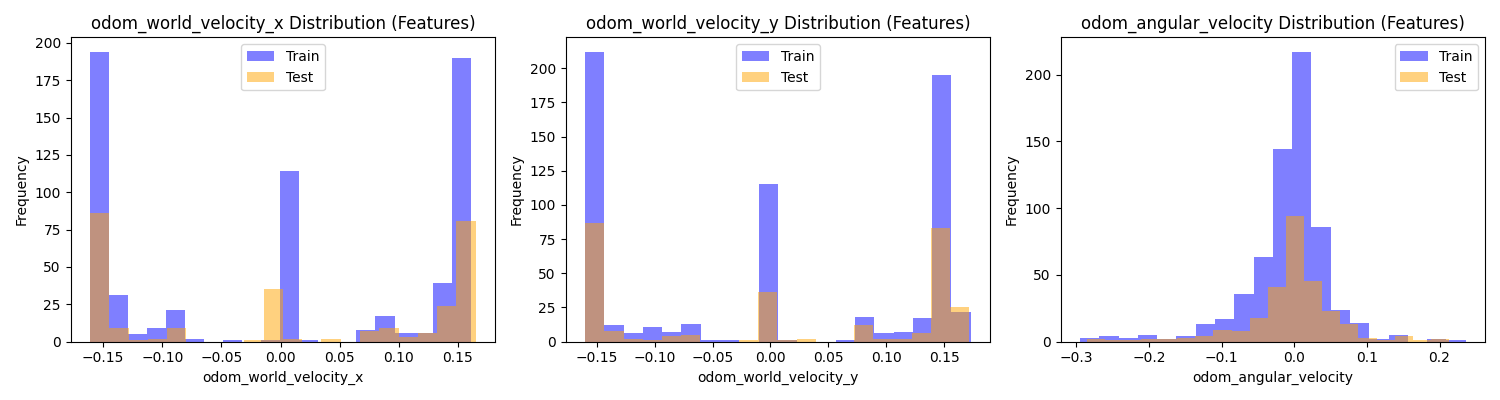 odom_world_velocity_x Distribution (Features)
200
175
150
125
100
75
50
25
0
Frequency
Train
Test
−0.15
−0.10
−0.05
0.00
0.05
0.10
0.15
odom_world_velocity_x
odom_world_velocity_y Distribution (Features)
200
175
150
125
100
75
50
25
0
Frequency
Train
Test
−0.15
−0.10
−0.05
0.00
0.05
0.10
0.15
odom_world_velocity_y
odom_angular_velocity Distribution (Features)
200
150
100
50
0
Frequency
Train
Test
−0.3
−0.2
−0.1
0.0
0.1
0.2
odom_angular_velocity